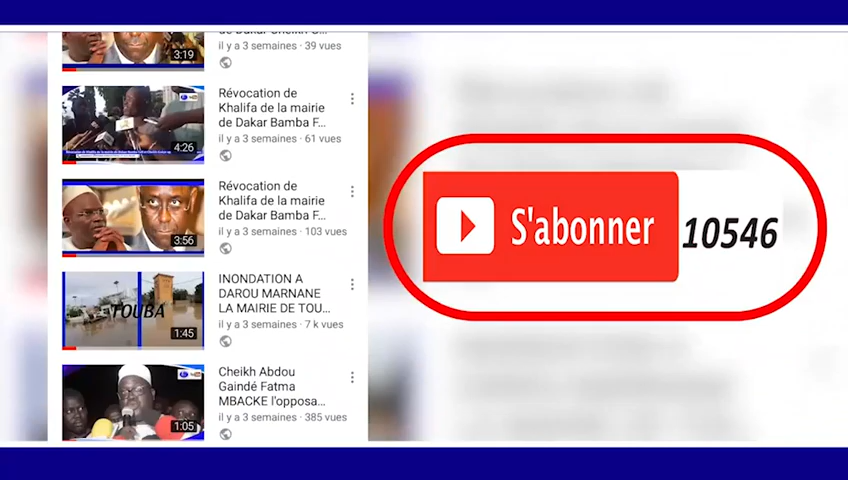 de Dakar Cheikh G...
il y a 3 semaines · 39 vues
3:19
Révocation de
Khalifa de la mairie
de Dakar Bamba F...
il y a 3 semaines · 61 vues
4:26
Révocation de
Khalifa de la mairie
de Dakar Bamba F...
il y a 3 semaines · 103 vues
3:56
INONDATION A
DAROU MARNANE
LA MAIRIE DE TOU...
il y a 3 semaines · 7 k vues
TOUBA
1:45
Cheikh Abdou
Gaindé Fatma
MBACKE l'opposa...
il y a 3 semaines · 385 vues
1:05
S'abonner
10546